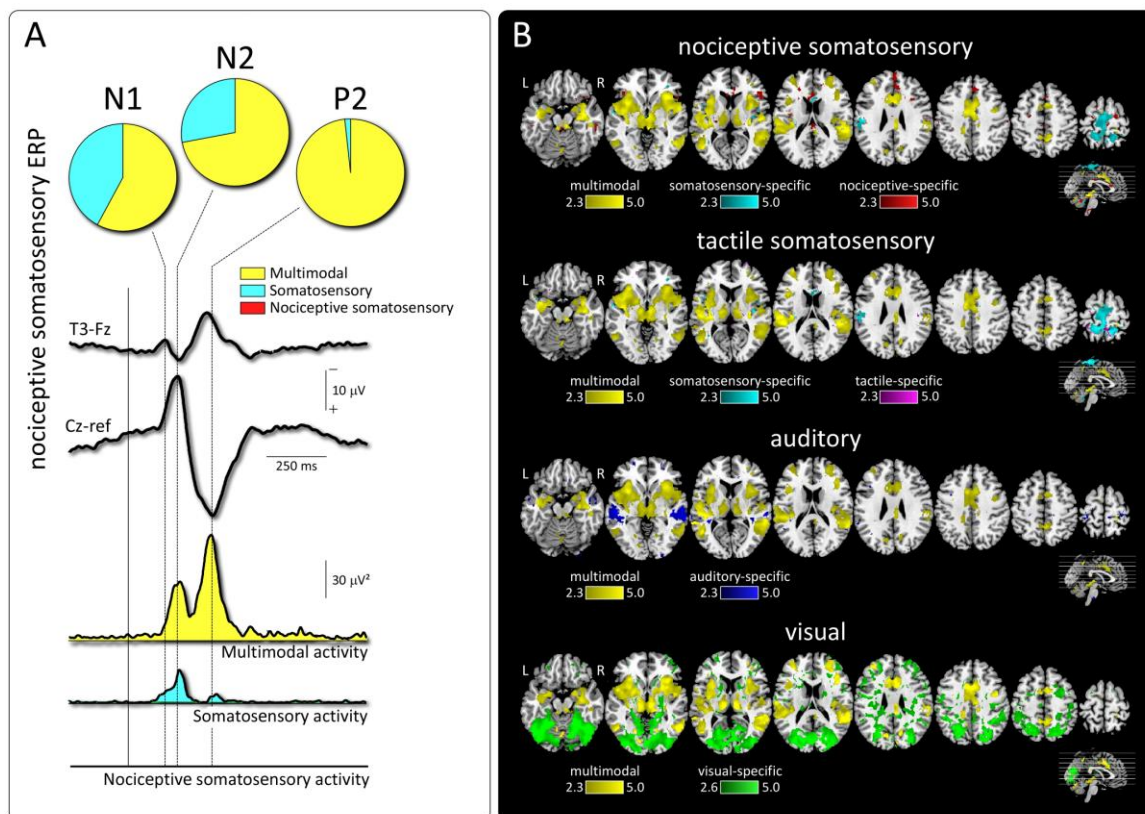 A
nociceptive somatosensory ERP
N1
N2
P2
Multimodal
Somatosensory
Nociceptive somatosensory
T3-Fz
−
10 µV
+
Cz-ref
250 ms
30 µV²
Multimodal activity
Somatosensory activity
Nociceptive somatosensory activity
B
nociceptive somatosensory
L R
multimodal somatosensory-specific nociceptive-specific
2.3 5.0 2.3 5.0 2.3 5.0
tactile somatosensory
L R
multimodal somatosensory-specific tactile-specific
2.3 5.0 2.3 5.0 2.3 5.0
auditory
L R
multimodal auditory-specific
2.3 5.0 2.3 5.0
visual
L R
multimodal visual-specific
2.3 5.0 2.6 5.0